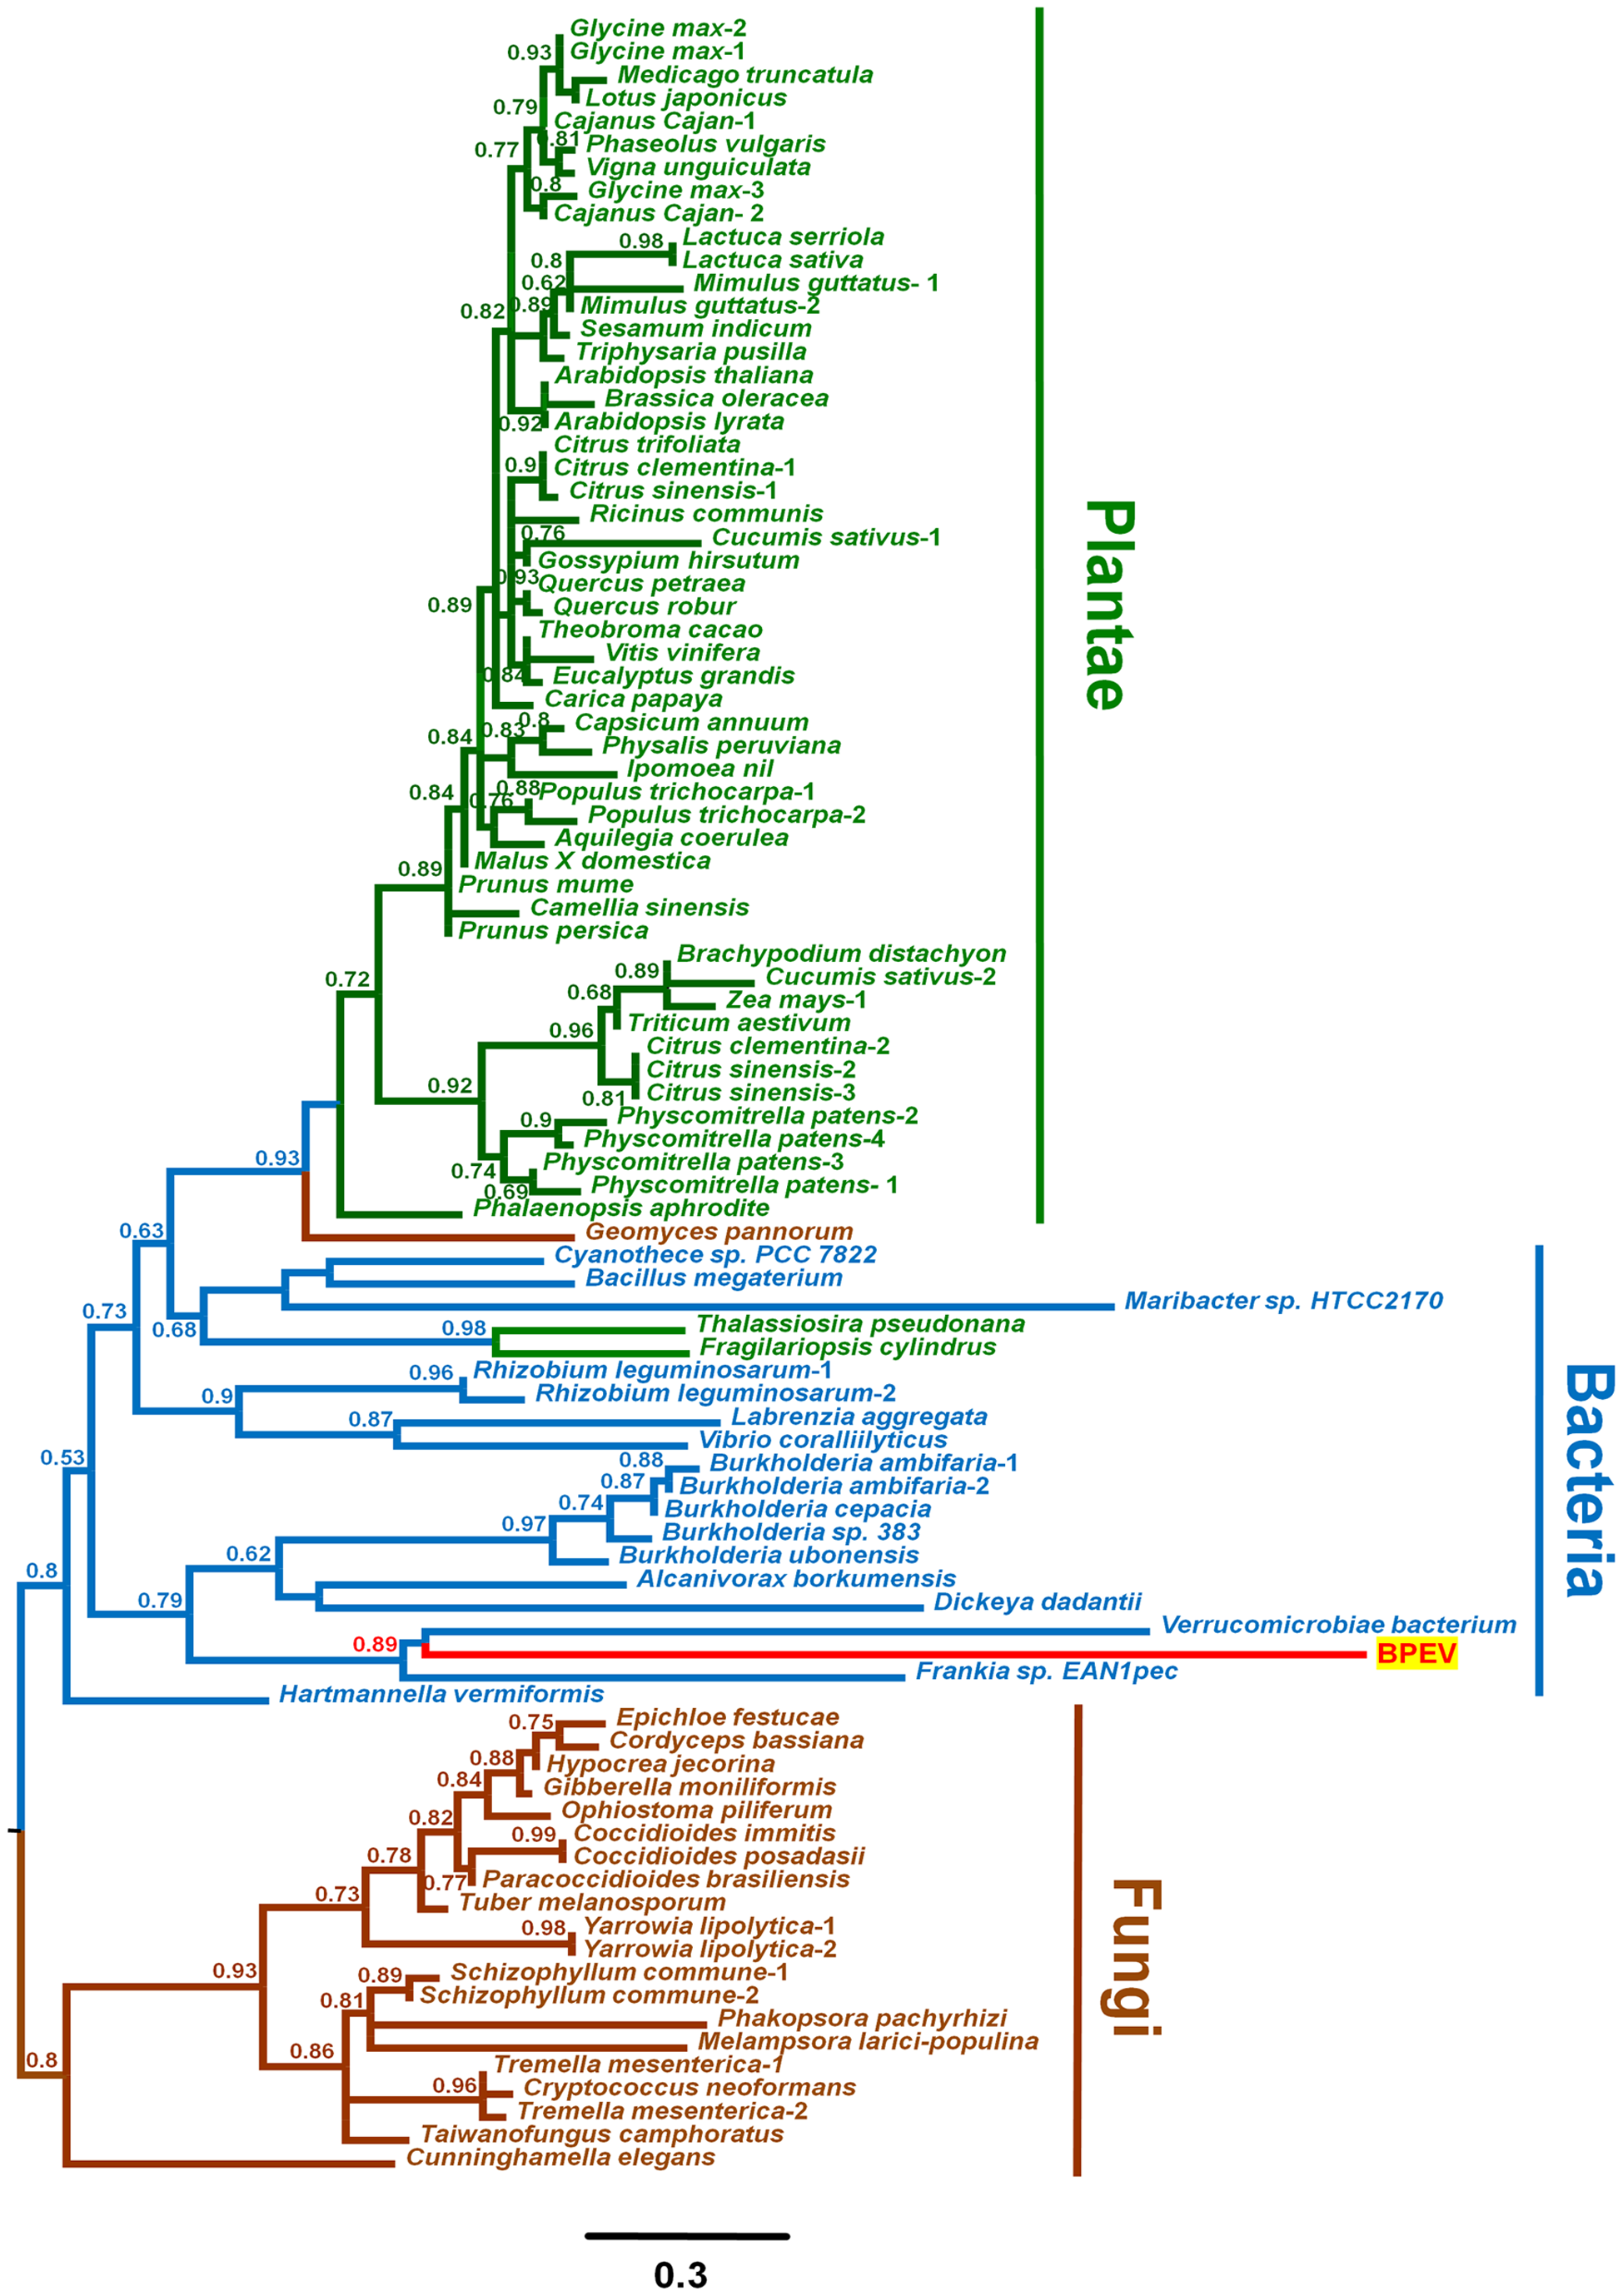 Glycine max-2
0.93
Glycine max-1
Medicago truncatula
Lotus japonicus
0.79
Cajanus Cajan-1
0.81
Phaseolus vulgaris
0.77
Vigna unguiculata
0.8
Glycine max-3
Cajanus Cajan- 2
Lactuca serriola
0.98
Lactuca sativa
0.8
Mimulus guttatus- 1
0.62
Mimulus guttatus-2
0.89
0.82
Sesamum indicum
Triphysaria pusilla
Arabidopsis thaliana
Brassica oleracea
Arabidopsis lyrata
0.92
Citrus trifoliata
0.9
Citrus clementina-1
Citrus sinensis-1
Ricinus communis
0.76
Cucumis sativus-1
Gossypium hirsutum
0.93
Quercus petraea
0.89
Quercus robur
Theobroma cacao
Vitis vinifera
0.84
Eucalyptus grandis
Carica papaya
0.8
Capsicum annuum
0.83
0.84
Physalis peruviana
Ipomoea nil
0.88
Populus trichocarpa-1
0.84
0.76
Populus trichocarpa-2
Aquilegia coerulea
Malus X domestica
0.89
Prunus mume
Camellia sinensis
Prunus persica
Plantae
Brachypodium distachyon
0.89
Cucumis sativus-2
0.72
0.68
Zea mays-1
Triticum aestivum
0.96
Citrus clementina-2
Citrus sinensis-2
0.92
Citrus sinensis-3
0.81
Physcomitrella patens-2
0.9
Physcomitrella patens-4
Physcomitrella patens-3
0.74
Physcomitrella patens- 1
0.69
Phalaenopsis aphrodite
0.93
Geomyces pannorum
0.63
Cyanothece sp. PCC 7822
Bacillus megaterium
Maribacter sp. HTCC2170
0.73
0.68
Thalassiosira pseudonana
0.98
Fragilariopsis cylindrus
Rhizobium leguminosarum-1
0.96
Rhizobium leguminosarum-2
0.9
Labrenzia aggregata
0.87
Vibrio coralliilyticus
0.53
Burkholderia ambifaria-1
0.88
Burkholderia ambifaria-2
0.87
Burkholderia cepacia
0.74
Burkholderia sp. 383
0.97
Burkholderia ubonensis
0.62
Alcanivorax borkumensis
0.8
Dickeya dadantii
0.79
Verrucomicrobiae bacterium
0.89
BPEV
Frankia sp. EAN1pec
Hartmannella vermiformis
Bacteria
Epichloe festucae
0.75
Cordyceps bassiana
Hypocrea jecorina
0.88
Gibberella moniliformis
0.84
Ophiostoma piliferum
0.82
Coccidioides immitis
0.99
Coccidioides posadasii
0.78
Paracoccidioides brasiliensis
0.77
Tuber melanosporum
0.73
Yarrowia lipolytica-1
0.98
Yarrowia lipolytica-2
0.93
Schizophyllum commune-1
0.89
Schizophyllum commune-2
0.81
Phakopsora pachyrhizi
Melampsora larici-populina
0.86
Tremella mesenterica-1
0.8
0.96
Cryptococcus neoformans
Tremella mesenterica-2
Taiwanofungus camphoratus
Cunninghamella elegans
Fungi
0.3